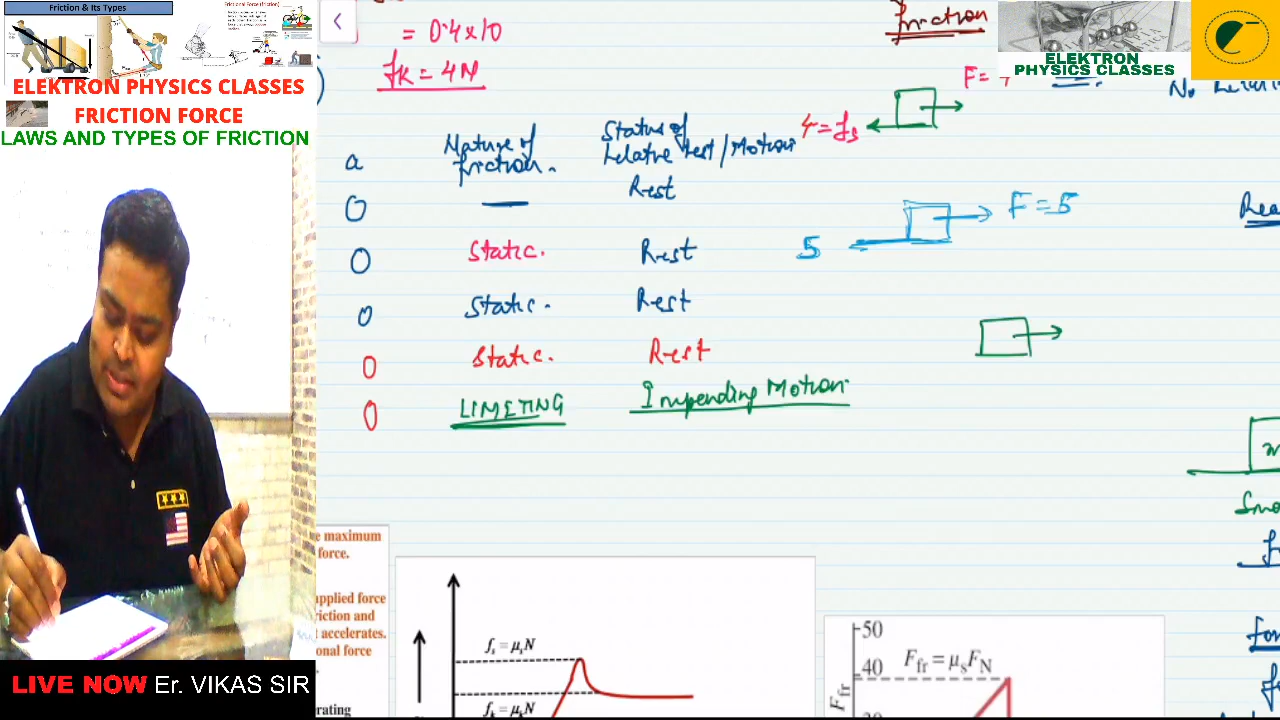 Friction & Its Types
ELEKTRON PHYSICS CLASSES
FRICTION FORCE
LAWS AND TYPES OF FRICTION
LIVE NOW Er. VIKAS SIR
= 0.4 x 10
fk = 4N
friction
ELEKTRON
PHYSICS CLASSES
F =
4 = fs
a
Nature of
friction.
Status of
Relative rest / Motion
0 — Rest
0 Static. Rest
0 Static. Rest
0 Static. Rest
0 LIMITING Impending Motion
F = 5
5
e maximum
force.
applied force
riction and
t accelerates.
onal force
rating
fs = μsN
fk = μkN
50
40
Ffr = μsFN
Ffr